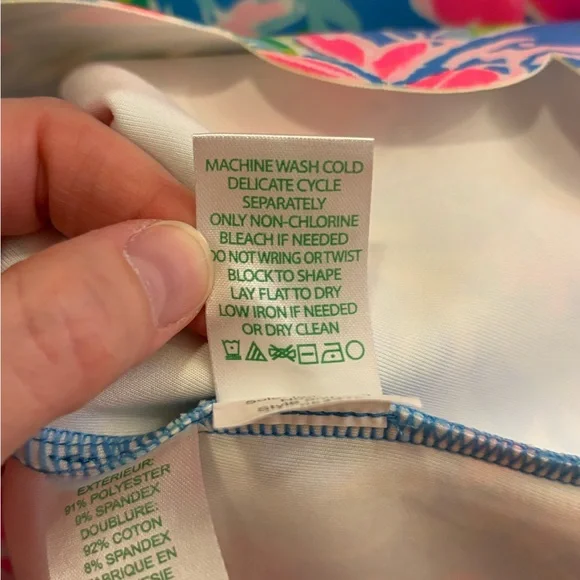 MACHINE WASH COLD
DELICATE CYCLE
SEPARATELY
ONLY NON-CHLORINE
BLEACH IF NEEDED
DO NOT WRING OR TWIST
BLOCK TO SHAPE
LAY FLAT TO DRY
LOW IRON IF NEEDED
OR DRY CLEAN
EXTÉRIEUR:
91% POLYESTER
9% SPANDEX
DOUBLURE:
92% COTON
8% SPANDEX
FABRIQUE EN